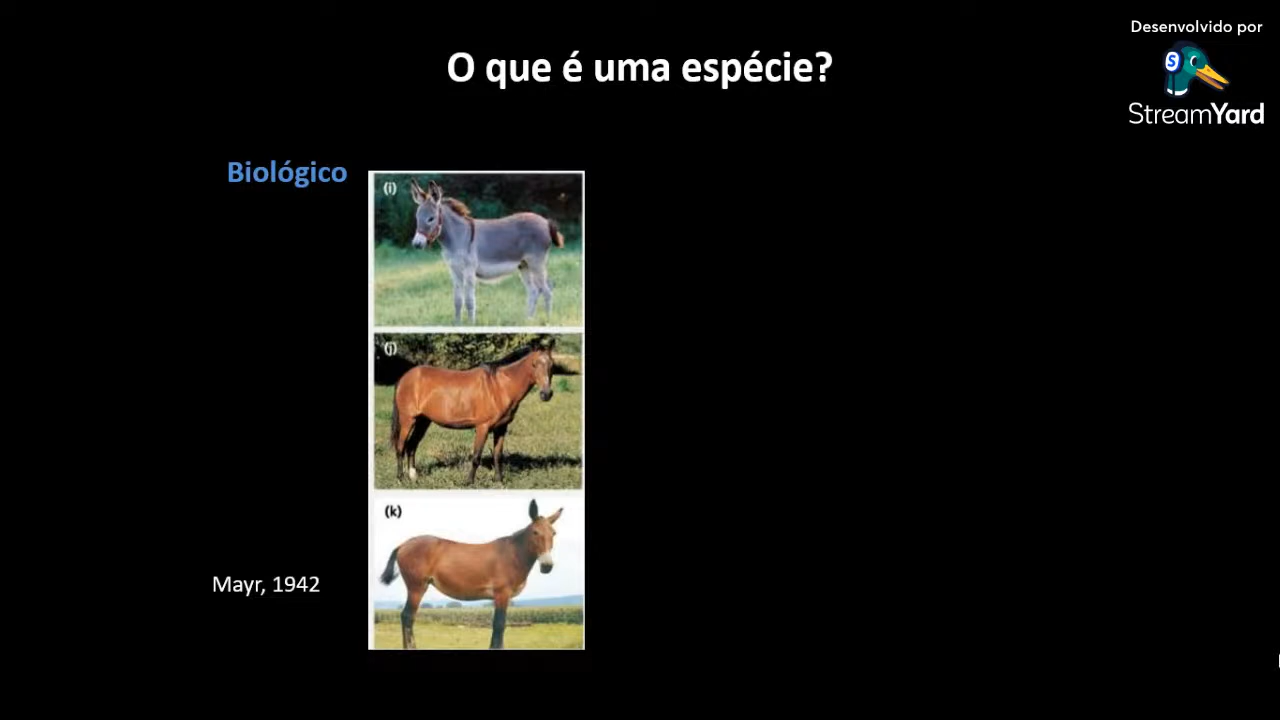 Desenvolvido por
StreamYard
O que é uma espécie?
Biológico
(i)
(j)
(k)
Mayr, 1942